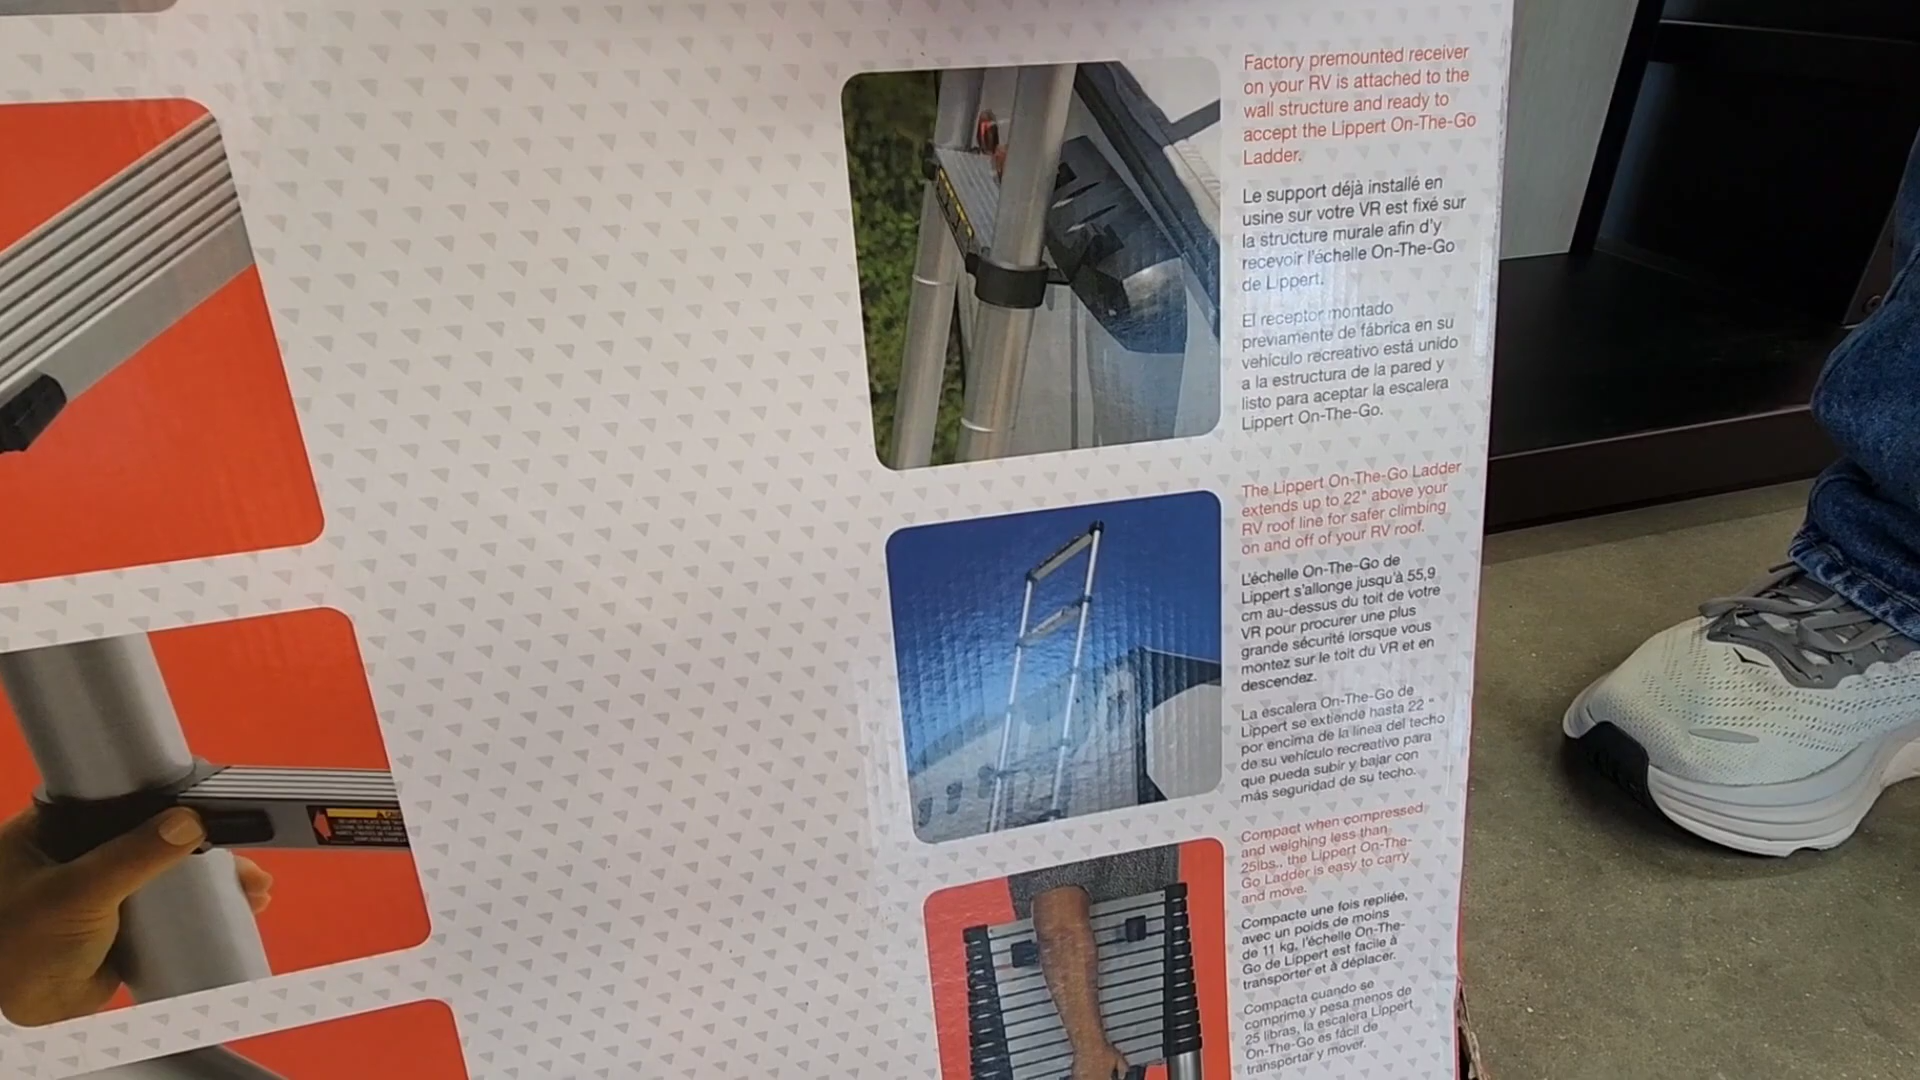 Factory premounted receiver
on your RV is attached to the
wall structure and ready to
accept the Lippert On-The-Go
Ladder.
Le support déjà installé en
usine sur votre VR est fixé sur
la structure murale afin d'y
recevoir l'échelle On-The-Go
de Lippert.
El receptor montado
previamente de fábrica en su
vehículo recreativo está unido
a la estructura de la pared y
listo para aceptar la escalera
Lippert On-The-Go.
The Lippert On-The-Go Ladder
extends up to 22" above your
RV roof line for safer climbing
on and off of your RV roof.
L'échelle On-The-Go de
Lippert s'allonge jusqu'à 55,9
cm au-dessus du toit de votre
VR pour procurer une plus
grande sécurité lorsque vous
montez sur le toit du VR et en
descendez.
La escalera On-The-Go de
Lippert se extiende hasta 22 "
por encima de la línea del techo
de su vehículo recreativo para
que pueda subir y bajar con
más seguridad de su techo.
Compact when compressed
and weighing less than
25lbs., the Lippert On-The-
Go Ladder is easy to carry
and move.
Compacte une fois repliée,
avec un poids de moins
de 11 kg, l'échelle On-The-
Go de Lippert est facile à
transporter et à déplacer.
Compacta cuando se
comprime y pesa menos de
25 libras, la escalera Lippert
On-The-Go es fácil de
transportar y mover.